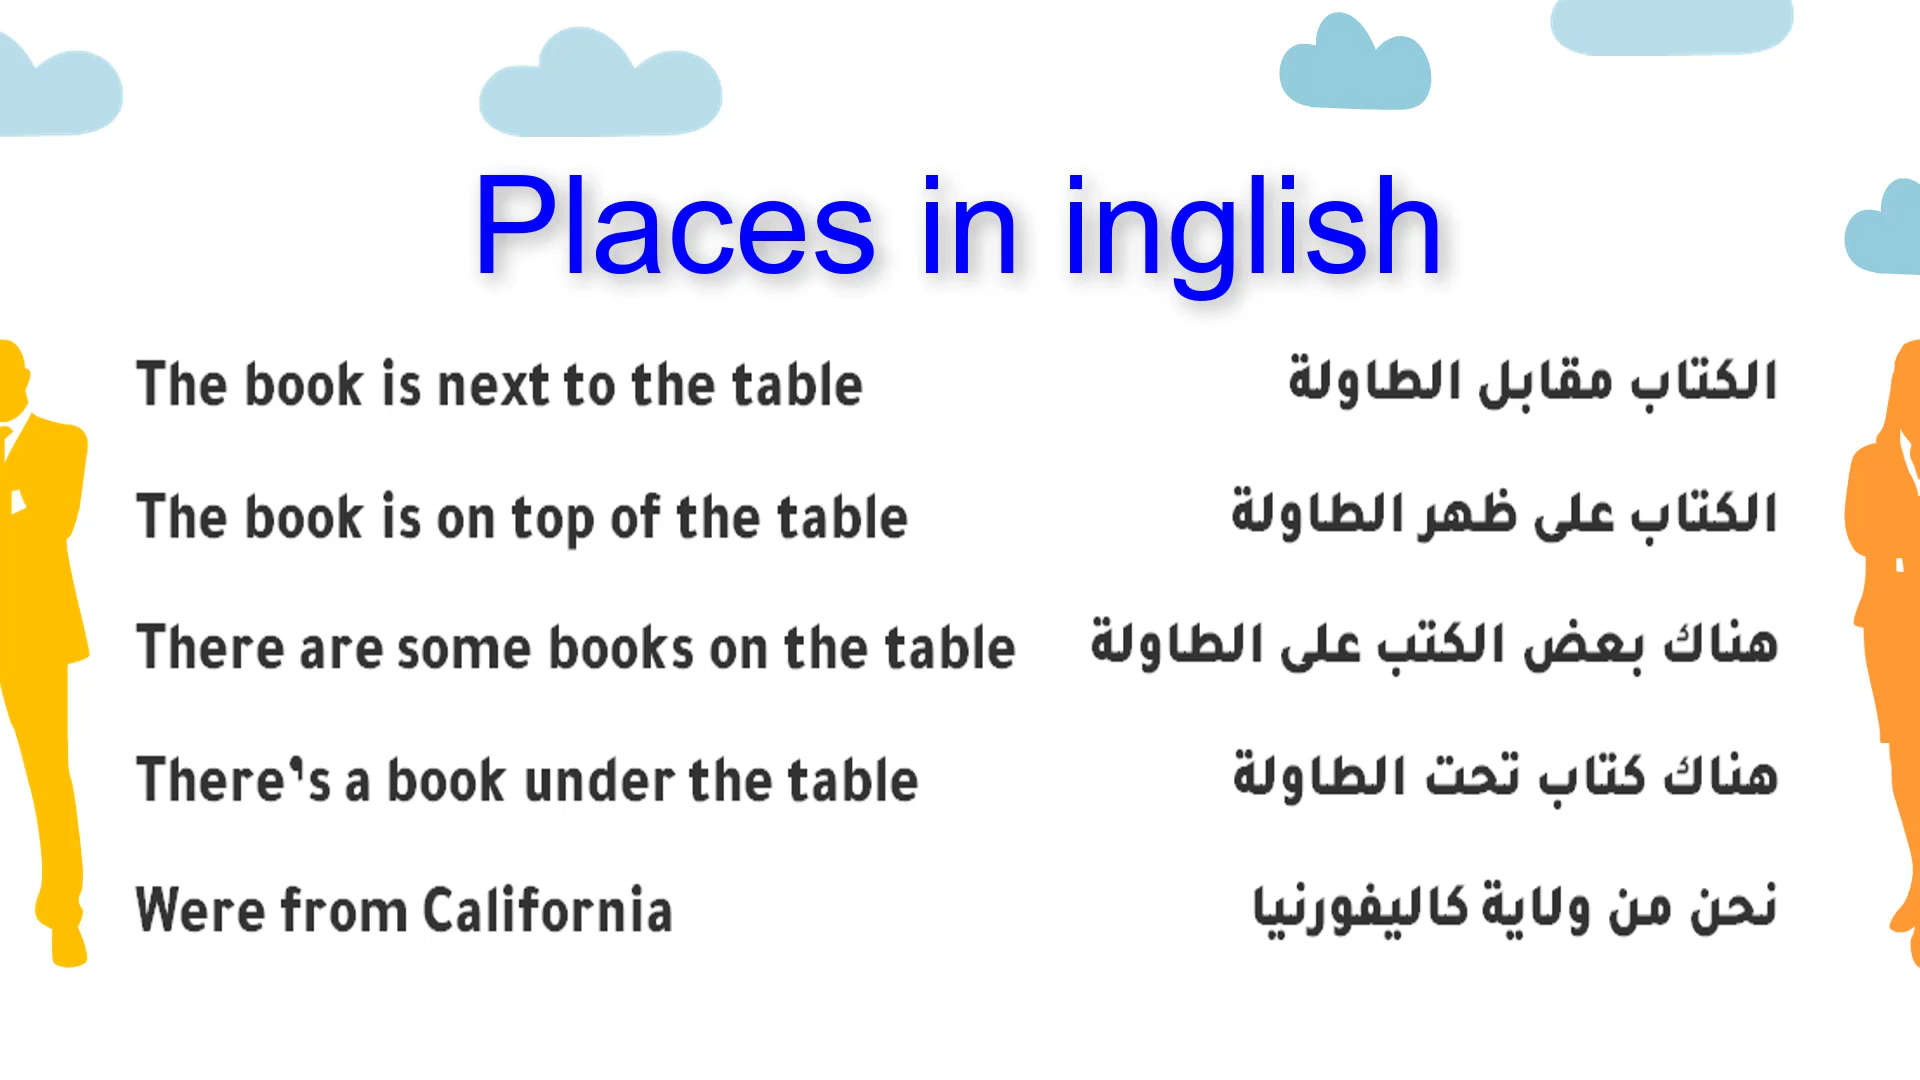 Places in inglish
The book is next to the table الكتاب مقابل الطاولة
The book is on top of the table الكتاب على ظهر الطاولة
There are some books on the table هناك بعض الكتب على الطاولة
There's a book under the table هناك كتاب تحت الطاولة
Were from California نحن من ولاية كاليفورنيا